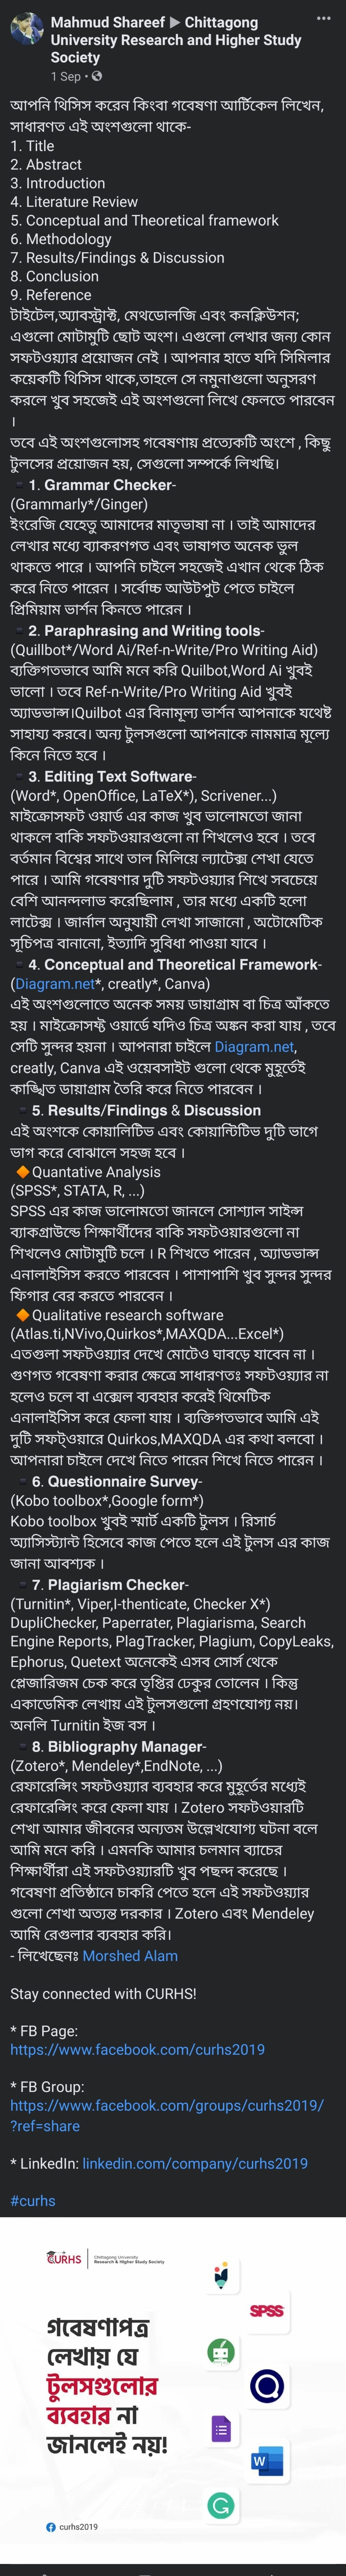 Mahmud Shareef ▶ Chittagong
University Research and Higher Study
Society
1 Sep •
আপনি থিসিস করেন কিংবা গবেষণা আর্টিকেল লিখেন,
সাধারণত এই অংশগুলো থাকে-
1. Title
2. Abstract
3. Introduction
4. Literature Review
5. Conceptual and Theoretical framework
6. Methodology
7. Results/Findings & Discussion
8. Conclusion
9. Reference
টাইটেল,অ্যাবস্ট্রাক্ট, মেথডোলজি এবং কনক্লিউশন;
এগুলো মোটামুটি ছোট অংশ। এগুলো লেখার জন্য কোন
সফটওয়্যার প্রয়োজন নেই । আপনার হাতে যদি সিমিলার
কয়েকটি থিসিস থাকে,তাহলে সে নমুনাগুলো অনুসরণ
করলে খুব সহজেই এই অংশগুলো লিখে ফেলতে পারবেন
।
তবে এই অংশগুলোসহ গবেষণায় প্রত্যেকটি অংশে , কিছু
টুলসের প্রয়োজন হয়, সেগুলো সম্পর্কে লিখছি।
▪ 1. Grammar Checker-
(Grammarly*/Ginger)
ইংরেজি যেহেতু আমাদের মাতৃভাষা না । তাই আমাদের
লেখার মধ্যে ব্যাকরণগত এবং ভাষাগত অনেক ভুল
থাকতে পারে । আপনি চাইলে সহজেই এখান থেকে ঠিক
করে নিতে পারেন । সর্বোচ্চ আউটপুট পেতে চাইলে
প্রিমিয়াম ভার্শন কিনতে পারেন ।
▪ 2. Paraphrasing and Writing tools-
(Quillbot*/Word Ai/Ref-n-Write/Pro Writing Aid)
ব্যক্তিগতভাবে আমি মনে করি Quilbot,Word Ai খুবই
ভালো । তবে Ref-n-Write/Pro Writing Aid খুবই
অ্যাডভান্স।Quilbot এর বিনামূল্য ভার্শন আপনাকে যথেষ্ট
সাহায্য করবে। অন্য টুলসগুলো আপনাকে নামমাত্র মূল্যে
কিনে নিতে হবে ।
▪ 3. Editing Text Software-
(Word*, OpenOffice, LaTeX*), Scrivener...)
মাইক্রোসফট ওয়ার্ড এর কাজ খুব ভালোমতো জানা
থাকলে বাকি সফটওয়ারগুলো না শিখলেও হবে । তবে
বর্তমান বিশ্বের সাথে তাল মিলিয়ে ল্যাটেক্স শেখা যেতে
পারে । আমি গবেষণার দুটি সফটওয়্যার শিখে সবচেয়ে
বেশি আনন্দলাভ করেছিলাম , তার মধ্যে একটি হলো
লাটেক্স । জার্নাল অনুযায়ী লেখা সাজানো , অটোমেটিক
সূচিপত্র বানানো, ইত্যাদি সুবিধা পাওয়া যাবে ।
▪ 4. Conceptual and Theoretical Framework-
(Diagram.net*, creatly*, Canva)
এই অংশগুলোতে অনেক সময় ডায়াগ্রাম বা চিত্র আঁকতে
হয় । মাইক্রোসফ্ট ওয়ার্ডে যদিও চিত্র অঙ্কন করা যায় , তবে
সেটি সুন্দর হয়না । আপনারা চাইলে Diagram.net,
creatly, Canva এই ওয়েবসাইট গুলো থেকে মুহূর্তেই
কাঙ্খিত ডায়াগ্রাম তৈরি করে নিতে পারবেন ।
▪ 5. Results/Findings & Discussion
এই অংশকে কোয়ালিটিভ এবং কোয়ান্টিটিভ দুটি ভাগে
ভাগ করে বোঝালে সহজ হবে ।
🔶Quantative Analysis
(SPSS*, STATA, R, ...)
SPSS এর কাজ ভালোমতো জানলে সোশ্যাল সাইন্স
ব্যাকগ্রাউন্ডে শিক্ষার্থীদের বাকি সফটওয়ারগুলো না
শিখলেও মোটামুটি চলে । R শিখতে পারেন , অ্যাডভান্স
এনালাইসিস করতে পারবেন । পাশাপাশি খুব সুন্দর সুন্দর
ফিগার বের করতে পারবেন ।
🔶Qualitative research software
(Atlas.ti,NVivo,Quirkos*,MAXQDA...Excel*)
এতগুলা সফটওয়্যার দেখে মোটেও ঘাবড়ে যাবেন না ।
গুণগত গবেষণা করার ক্ষেত্রে সাধারণতঃ সফটওয়্যার না
হলেও চলে বা এক্সেল ব্যবহার করেই থিমেটিক
এনালাইসিস করে ফেলা যায় । ব্যক্তিগতভাবে আমি এই
দুটি সফট্ওয়ারে Quirkos,MAXQDA এর কথা বলবো ।
আপনারা চাইলে দেখে নিতে পারেন শিখে নিতে পারেন ।
▪ 6. Questionnaire Survey-
(Kobo toolbox*,Google form*)
Kobo toolbox খুবই স্মার্ট একটি টুলস । রিসার্চ
অ্যাসিস্ট্যান্ট হিসেবে কাজ পেতে হলে এই টুলস এর কাজ
জানা আবশ্যক ।
▪ 7. Plagiarism Checker-
(Turnitin*, Viper,I-thenticate, Checker X*)
DupliChecker, Paperrater, Plagiarisma, Search
Engine Reports, PlagTracker, Plagium, CopyLeaks,
Ephorus, Quetext অনেকেই এসব সোর্স থেকে
প্লেজারিজম চেক করে তৃপ্তির ঢেকুর তোলেন । কিন্তু
একাডেমিক লেখায় এই টুলসগুলো গ্রহণযোগ্য নয়।
অনলি Turnitin ইজ বস ।
▪ 8. Bibliography Manager-
(Zotero*, Mendeley*,EndNote, ...)
রেফারেন্সিং সফটওয়্যার ব্যবহার করে মুহূর্তের মধ্যেই
রেফারেন্সিং করে ফেলা যায় । Zotero সফটওয়ারটি
শেখা আমার জীবনের অন্যতম উল্লেখযোগ্য ঘটনা বলে
আমি মনে করি । এমনকি আমার চলমান ব্যাচের
শিক্ষার্থীরা এই সফটওয়্যারটি খুব পছন্দ করেছে ।
গবেষণা প্রতিষ্ঠানে চাকরি পেতে হলে এই সফটওয়্যার
গুলো শেখা অত্যন্ত দরকার । Zotero এবং Mendeley
আমি রেগুলার ব্যবহার করি।
- লিখেছেনঃ Morshed Alam
Stay connected with CURHS!
* FB Page:
https://www.facebook.com/curhs2019
* FB Group:
https://www.facebook.com/groups/curhs2019/
?ref=share
* LinkedIn: linkedin.com/company/curhs2019
#curhs
CURHS
Chittagong University
Research & Higher Study Society
SPSS
গবেষণাপত্র
লেখায় যে
টুলসগুলোর
ব্যবহার না
জানলেই নয়!
W
G
curhs2019